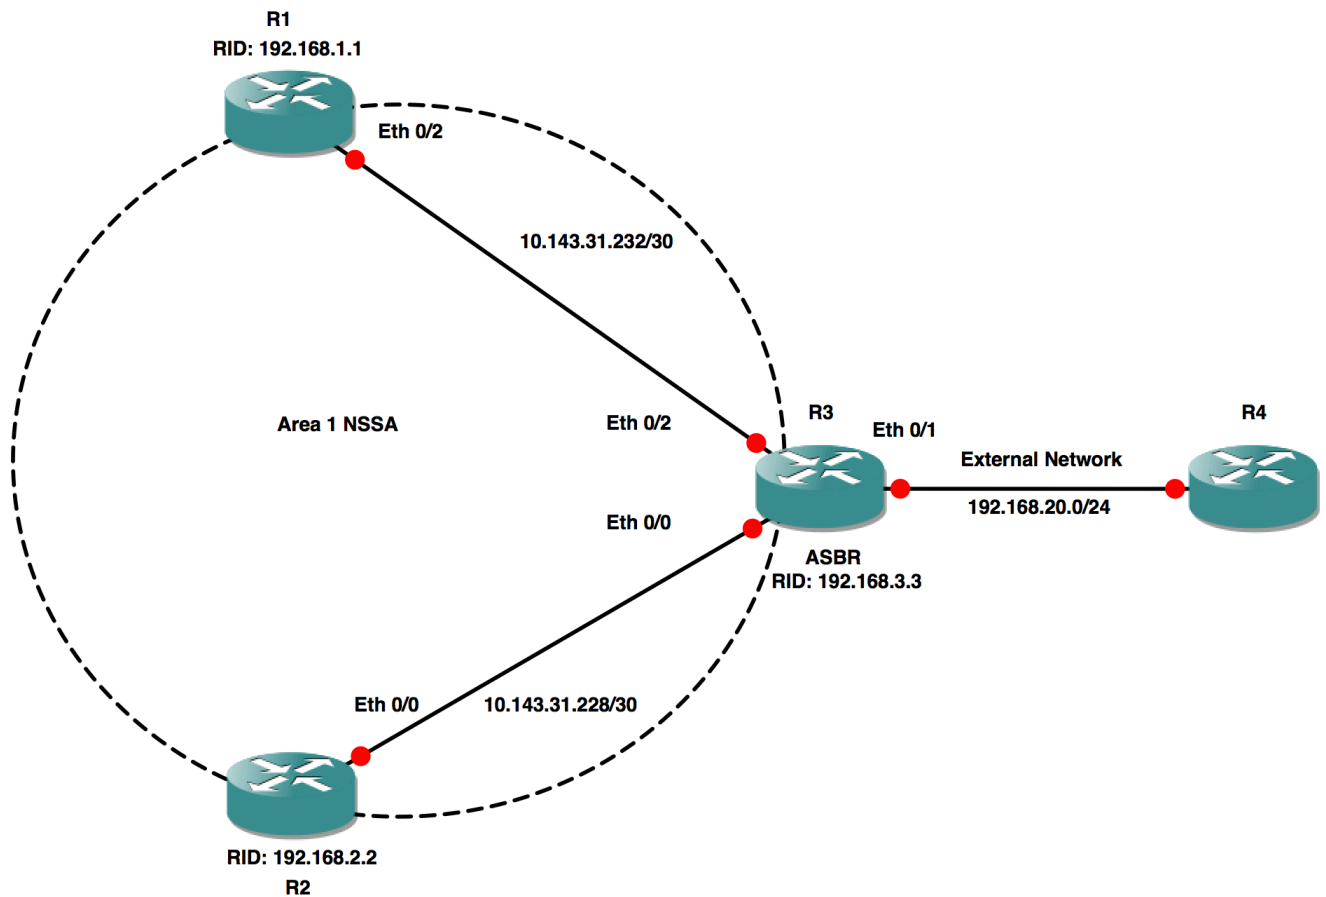 R1
RID: 192.168.1.1
Eth 0/2
10.143.31.232/30
Area 1 NSSA
Eth 0/2
R3
Eth 0/1
R4
External Network
192.168.20.0/24
Eth 0/0
ASBR
RID: 192.168.3.3
Eth 0/0
10.143.31.228/30
RID: 192.168.2.2
R2